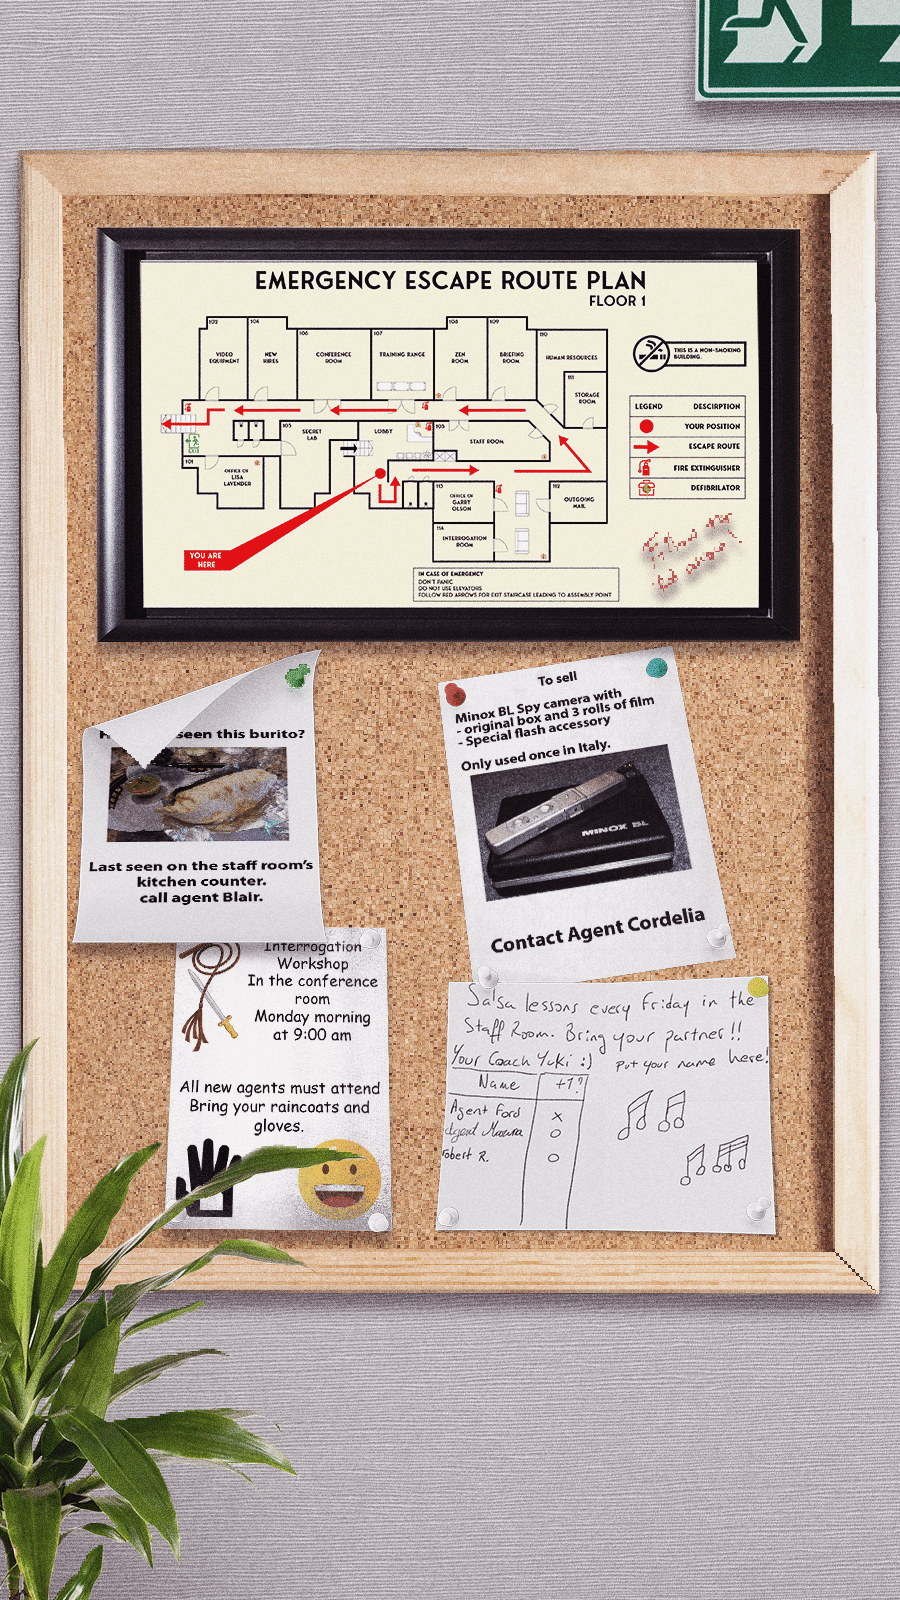 EMERGENCY ESCAPE ROUTE PLAN
FLOOR 1
102
VIDEO
EQUIPMENT
104
NEW
HIRES
106
CONFERENCE
ROOM
107
TRAINING RANGE
108
ZEN
ROOM
109
BRIEFING
ROOM
110
HUMAN RESOURCES
111
STORAGE
ROOM
THIS IS A NON-SMOKING
BUILDING.
LEGEND DESCIRPTION
YOUR POSITION
ESCAPE ROUTE
FIRE EXTINGUISHER
DEFIBRILATOR
EXIT
103
SECRET
LAB
LOBBY
105
STAFF ROOM
101
OFFICE OF
LISA
LAVENDER
113
OFFICE OF
GARRY
OLSON
112
OUTGOING
MAIL
114
INTERROGATION
ROOM
YOU ARE
HERE
IN CASE OF EMERGENCY
DON'T PANIC
DO NOT USE ELEVATORS
FOLLOW RED ARROWS FOR EXIT STAIRCASE LEADING TO ASSEMBLY POINT
seen this burito?
Last seen on the staff room's
kitchen counter.
call agent Blair.
To sell
Minox BL Spy camera with
- original box and 3 rolls of film
- Special flash accessory
Only used once in Italy.
MINOX BL
Contact Agent Cordelia
Interrogation
Workshop
In the conference
room
Monday morning
at 9:00 am
All new agents must attend
Bring your raincoats and
gloves.
Salsa lessons every Friday in the
Staff Room. Bring your partner!!
Your Coach Yuki :) Put your name here!
Name +1?
Agent Ford x
Agent O
Robert R. O